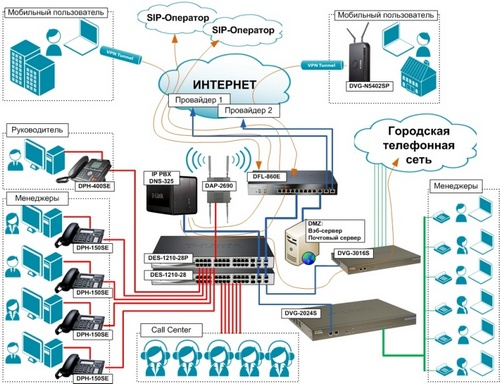 Мобильный пользователь
SIP-Оператор
SIP-Оператор
Мобильный пользователь
VPN Tunnel
VPN Tunnel
ИНТЕРНЕТ
Провайдер 1
Провайдер 2
DVG-N5402SP
Руководитель
DPH-400SE
IP PBX
DNS-325
DAP-2690
DFL-860E
Городская
телефонная
сеть
Менеджеры
Менеджеры
DPH-150SE
DPH-150SE
DPH-150SE
DPH-150SE
DES-1210-28P
DES-1210-28
DMZ:
Вэб-сервер
Почтовый сервер
DVG-3016S
DVG-2024S
Call Center